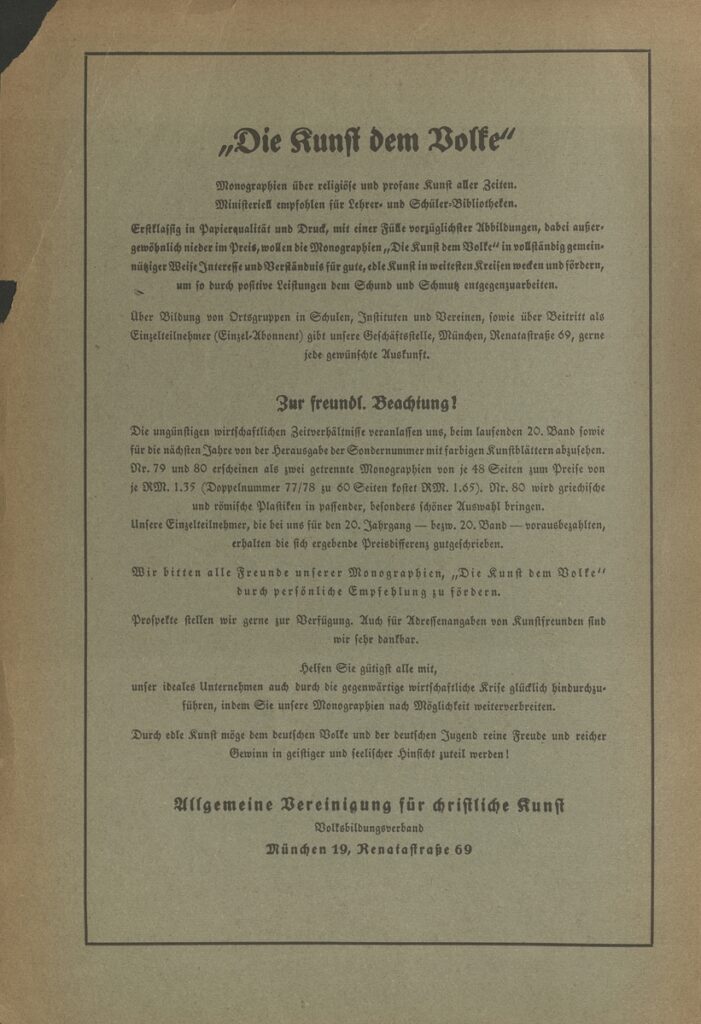 „Die Kunst dem Volke“
Monographien über religiöse und profane Kunst aller Zeiten.
Ministeriell empfohlen für Lehrer- und Schüler-Bibliotheken.
Erstklassig in Papierqualität und Druck, mit einer Fülle vorzüglichster Abbildungen, dabei außer-
gewöhnlich nieder im Preis, wollen die Monographien „Die Kunst dem Volke“ in vollständig gemein-
nütziger Weise Interesse und Verständnis für gute, edle Kunst in weitesten Kreisen wecken und fördern,
um so durch positive Leistungen dem Schund und Schmutz entgegenzuarbeiten.
Über Bildung von Ortsgruppen in Schulen, Instituten und Vereinen, sowie über Beitritt als
Einzelteilnehmer (Einzel-Abonnent) gibt unsere Geschäftsstelle, München, Renatastraße 69, gerne
jede gewünschte Auskunft.
Zur freundl. Beachtung!
Die ungünstigen wirtschaftlichen Zeitverhältnisse veranlassen uns, beim laufenden 20. Band sowie
für die nächsten Jahre von der Herausgabe der Sondernummer mit farbigen Kunstblättern abzusehen.
Nr. 79 und 80 erscheinen als zwei getrennte Monographien von je 48 Seiten zum Preise von
je RM. 1.35 (Doppelnummer 77/78 zu 60 Seiten kostet RM. 1.65). Nr. 80 wird griechische
und römische Plastiken in passender, besonders schöner Auswahl bringen.
Unsere Einzelteilnehmer, die bei uns für den 20. Jahrgang — bezw. 20. Band — vorausbezahlten,
erhalten die sich ergebende Preisdifferenz gutgeschrieben.
Wir bitten alle Freunde unserer Monographien, „Die Kunst dem Volke“
durch persönliche Empfehlung zu fördern.
Prospekte stellen wir gerne zur Verfügung. Auch für Adressenangaben von Kunstfreunden sind
wir sehr dankbar.
Helfen Sie gütigst alle mit,
unser ideales Unternehmen auch durch die gegenwärtige wirtschaftliche Krise glücklich hindurchzu-
führen, indem Sie unsere Monographien nach Möglichkeit weiterverbreiten.
Durch edle Kunst möge dem deutschen Volke und der deutschen Jugend reine Freude und reicher
Gewinn in geistiger und seelischer Hinsicht zuteil werden!
Allgemeine Vereinigung für christliche Kunst
Volksbildungsverband
München 19, Renatastraße 69